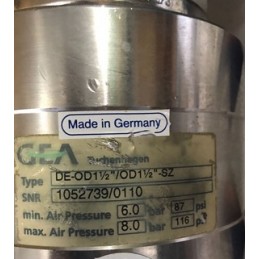 Made in Germany
GEA
Tuchenhagen
Type DE-OD1½"/OD1½"-SZ
SNR 1052739/0110
min. Air Pressure 6.0 bar 87 psi
max. Air Pressure 8.0 bar 116